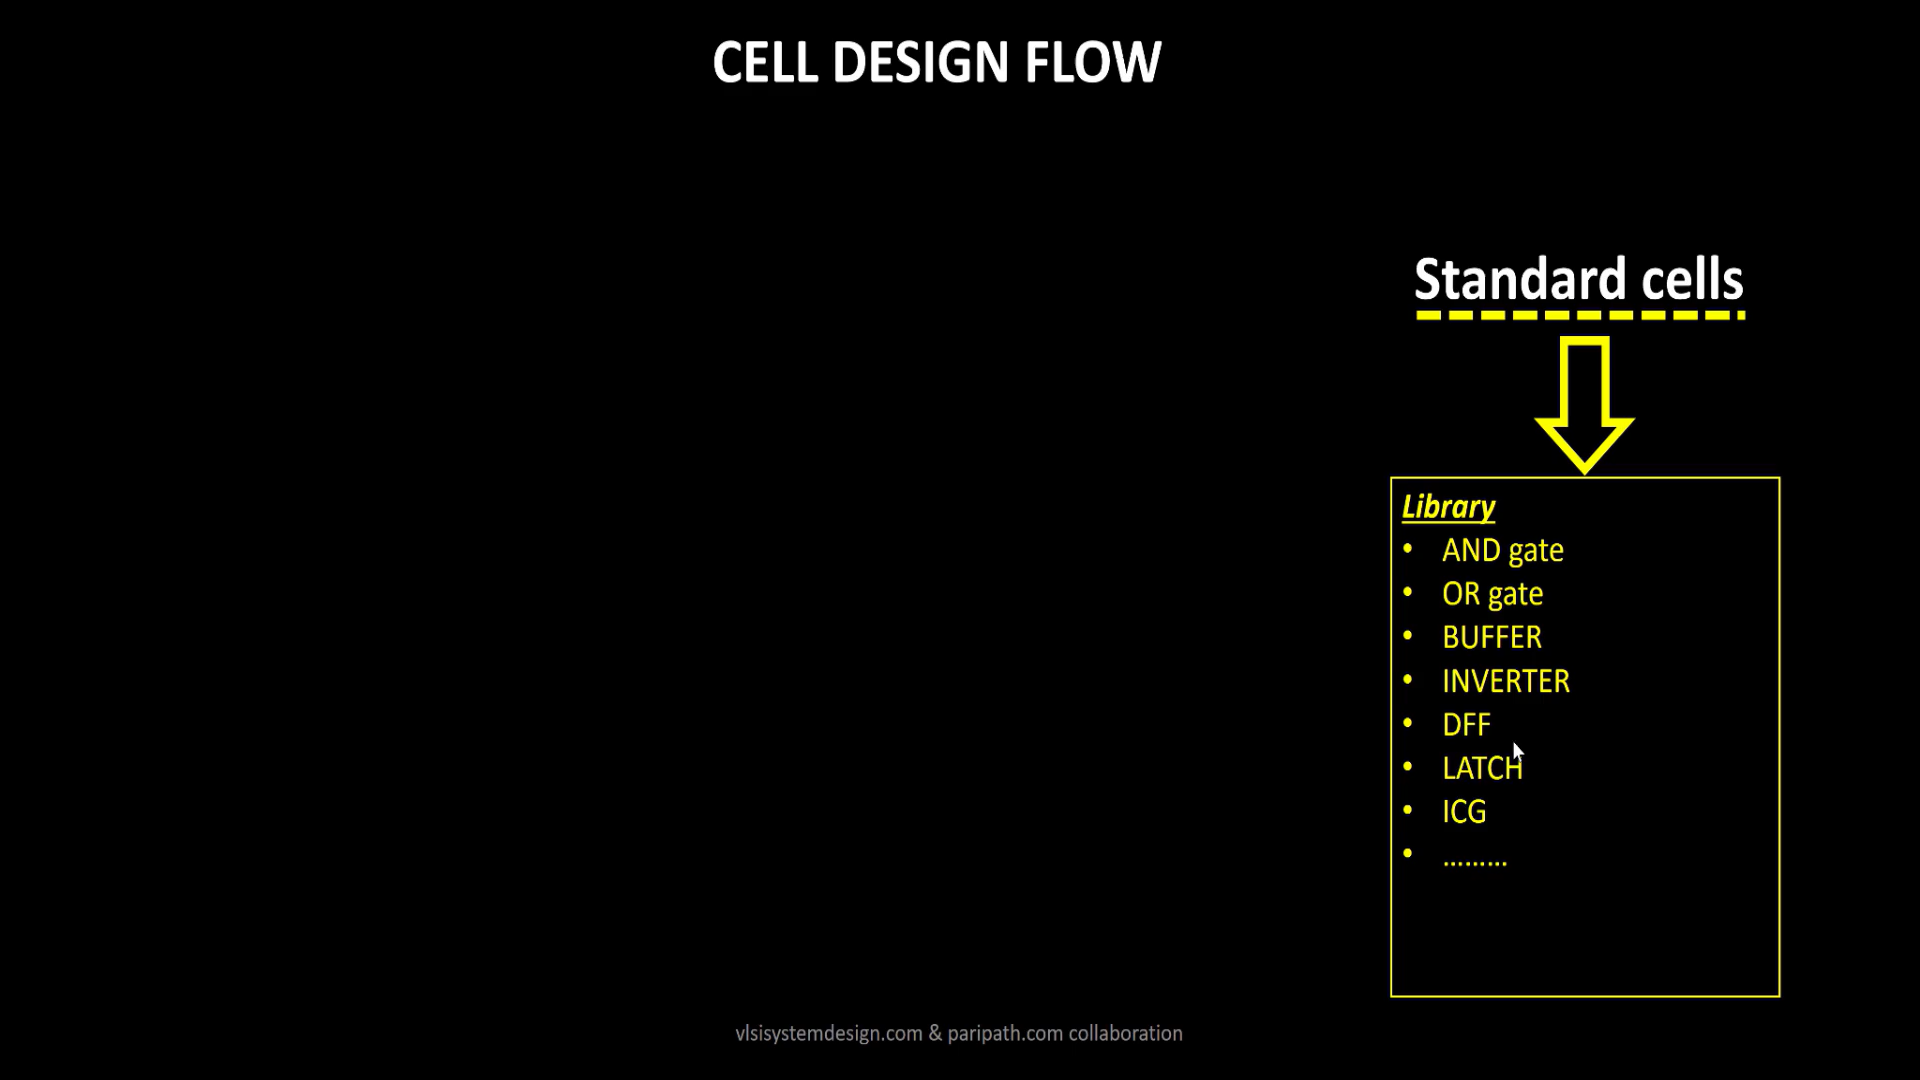 CELL DESIGN FLOW
Standard cells
Library
• AND gate
• OR gate
• BUFFER
• INVERTER
• DFF
• LATCH
• ICG
• .........
vlsisystemdesign.com & paripath.com collaboration